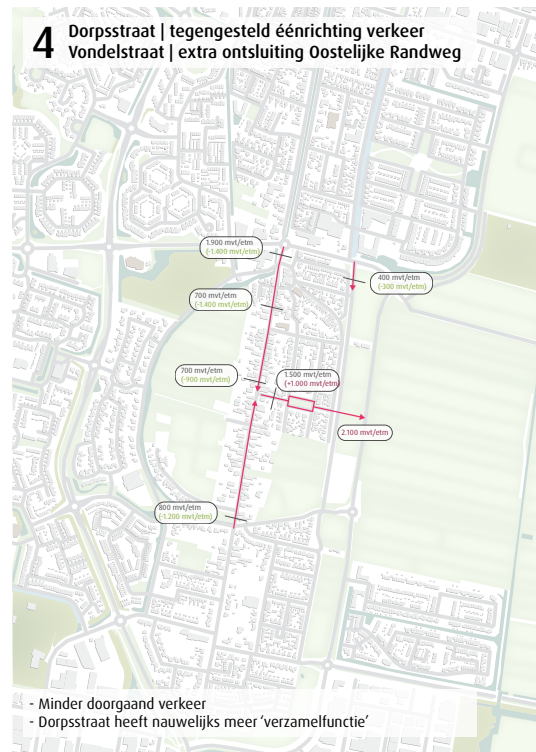 4
Dorpsstraat | tegengesteld éénrichting verkeer
Vondelstraat | extra ontsluiting Oostelijke Randweg
1.900 mvt/etm
(-1.400 mvt/etm)
400 mvt/etm
(-300 mvt/etm)
700 mvt/etm
(-1.400 mvt/etm)
700 mvt/etm
(-900 mvt/etm)
1.500 mvt/etm
(+1.000 mvt/etm)
2.100 mvt/etm
800 mvt/etm
(-1.200 mvt/etm)
- Minder doorgaand verkeer
- Dorpsstraat heeft nauwelijks meer ‘verzamelfunctie’